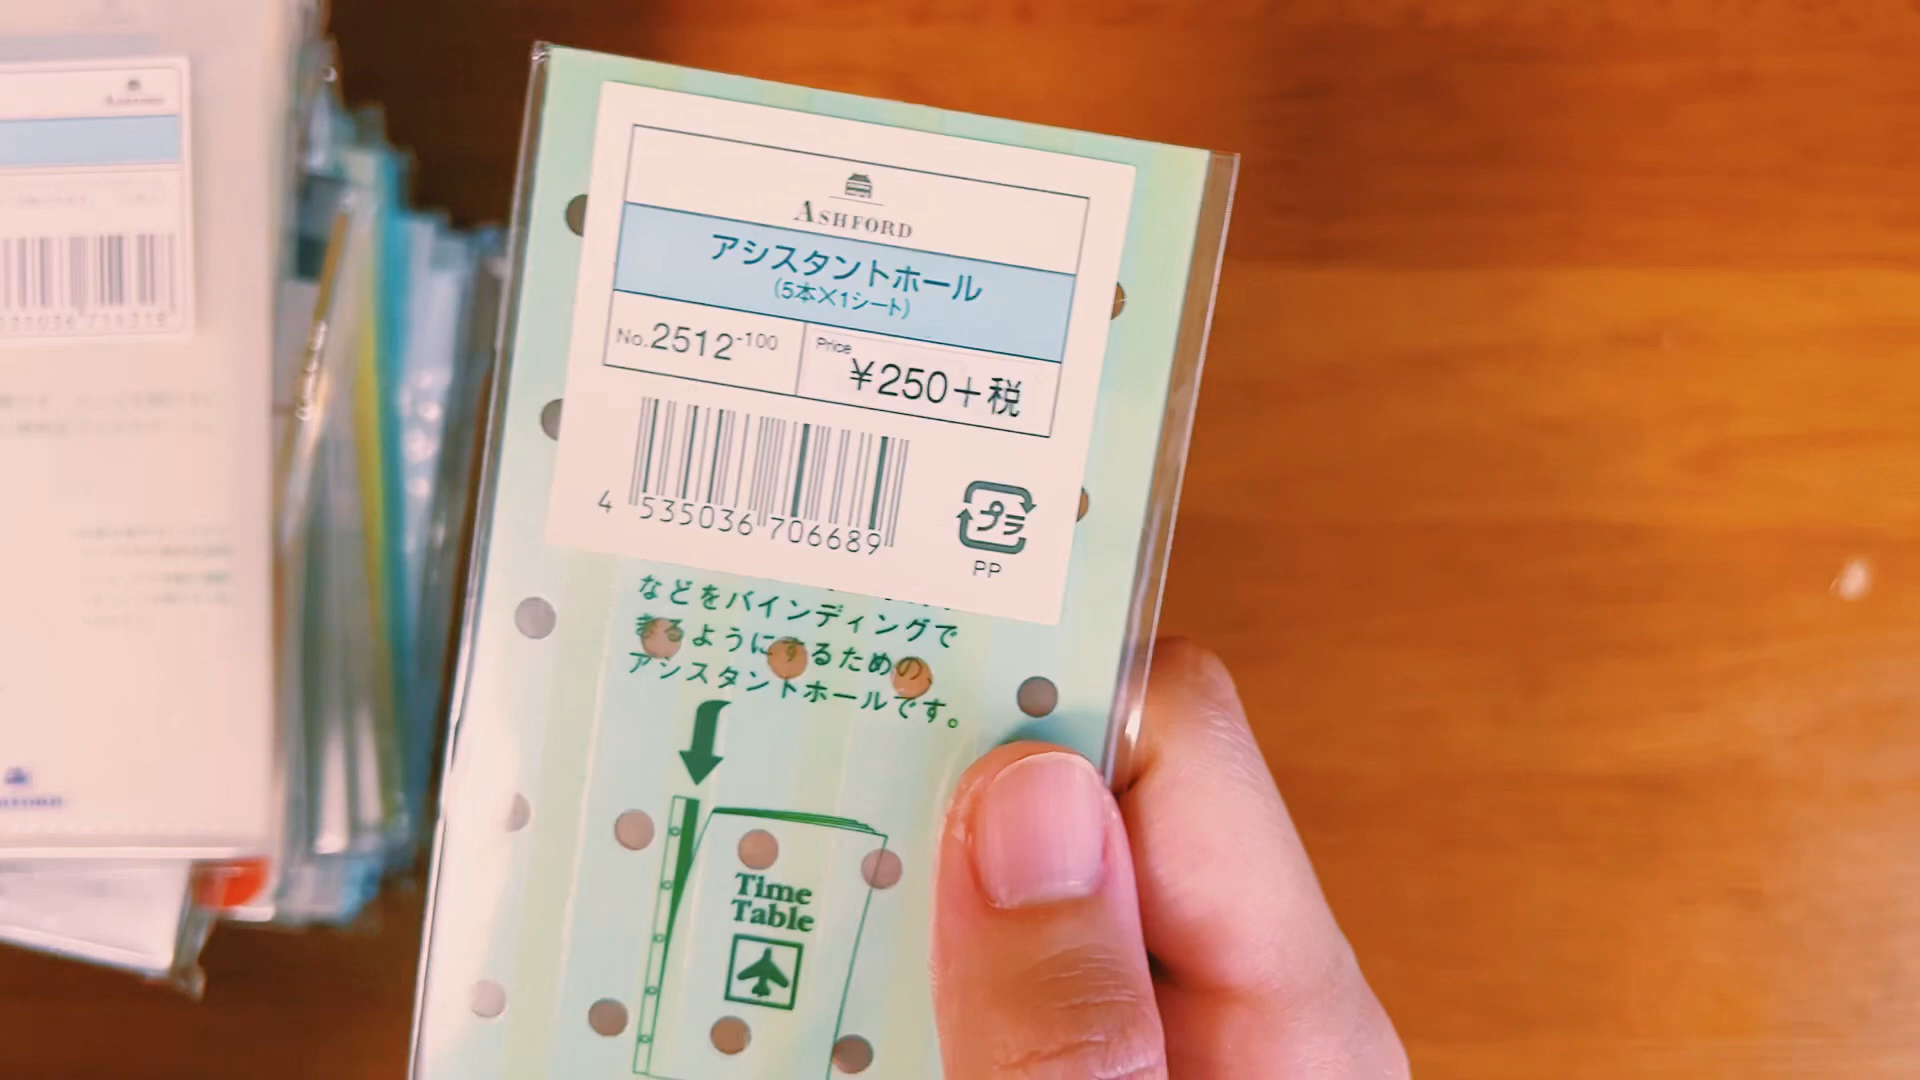 ASHFORD
アシスタントホール
(5本×1シート)
No.2512-100
Price ¥250+税
4 535036 706689
プラ
PP
などをバインディングで
きるようにするための、
アシスタントホールです。
Time
Table